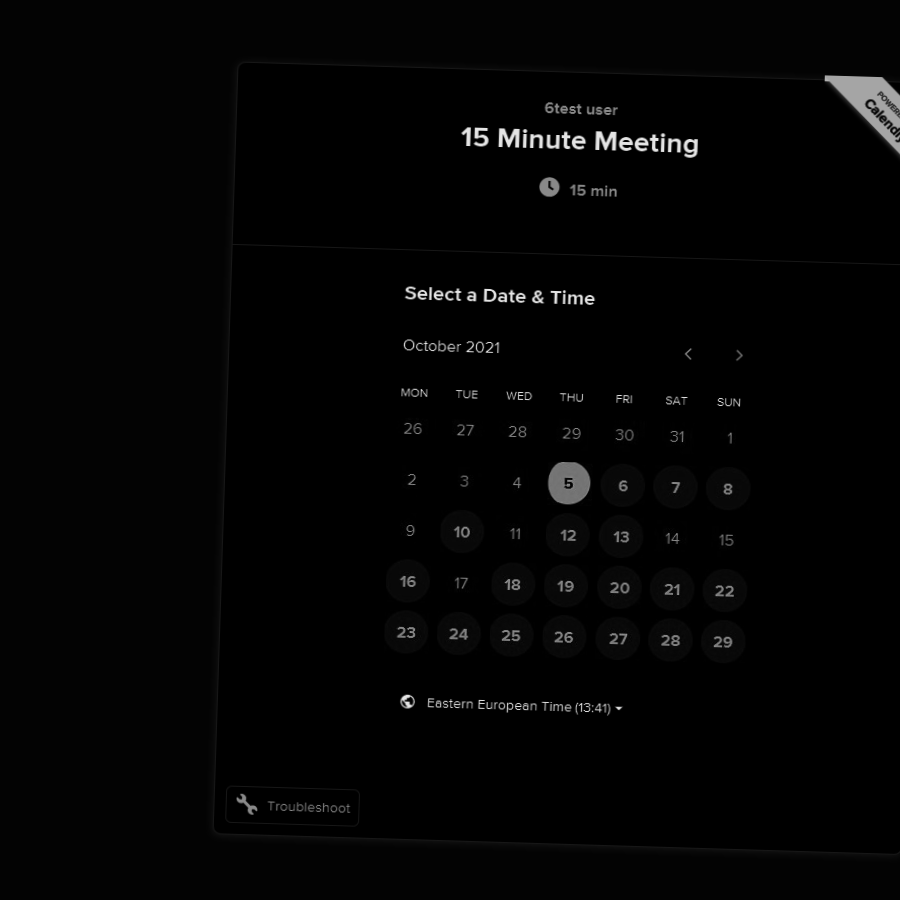 6test user
15 Minute Meeting
15 min
POWERED
Calendly
Select a Date & Time
October 2021
MON TUE WED THU FRI SAT SUN
26 27 28 29 30 31 1
2 3 4 5 6 7 8
9 10 11 12 13 14 15
16 17 18 19 20 21 22
23 24 25 26 27 28 29
Eastern European Time (13:41)
Troubleshoot